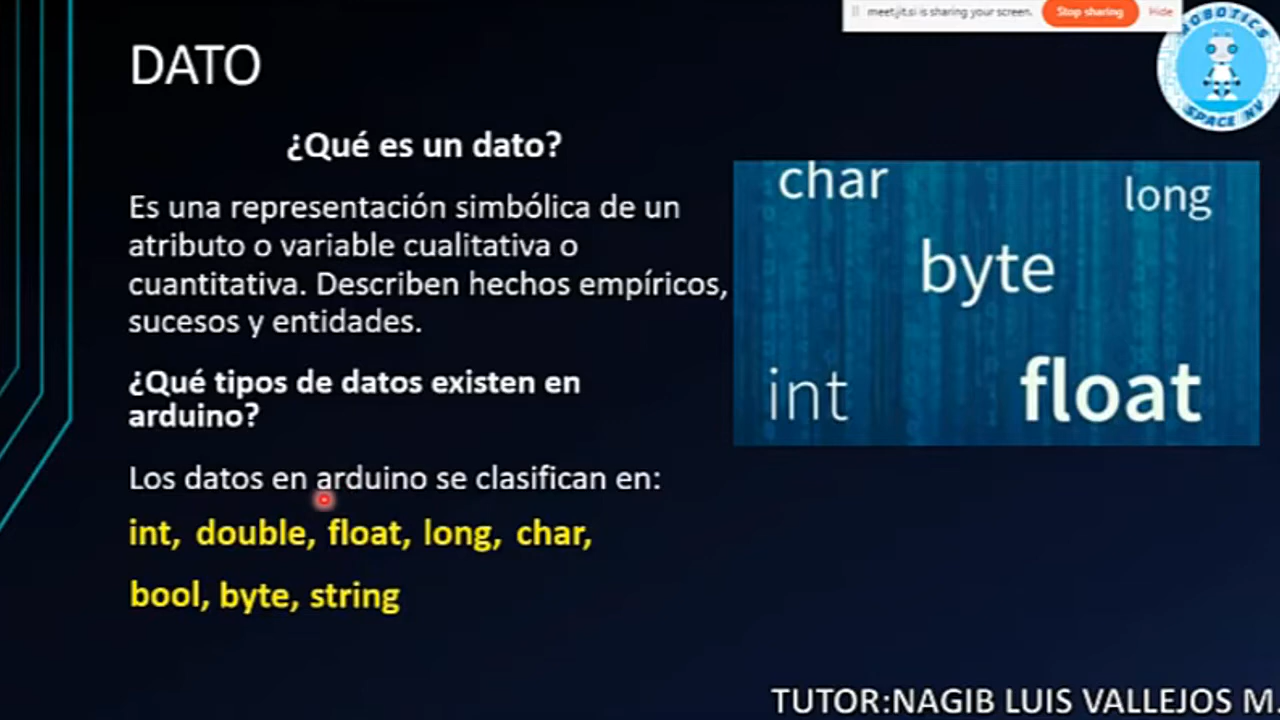 meet.jit.si is sharing your screen. Stop sharing Hide
ROBOTICS
SPACE NV
DATO
¿Qué es un dato?
Es una representación simbólica de un
atributo o variable cualitativa o
cuantitativa. Describen hechos empíricos,
sucesos y entidades.
¿Qué tipos de datos existen en
arduino?
Los datos en arduino se clasifican en:
int, double, float, long, char,
bool, byte, string
char
long
byte
int
float
TUTOR:NAGIB LUIS VALLEJOS M.